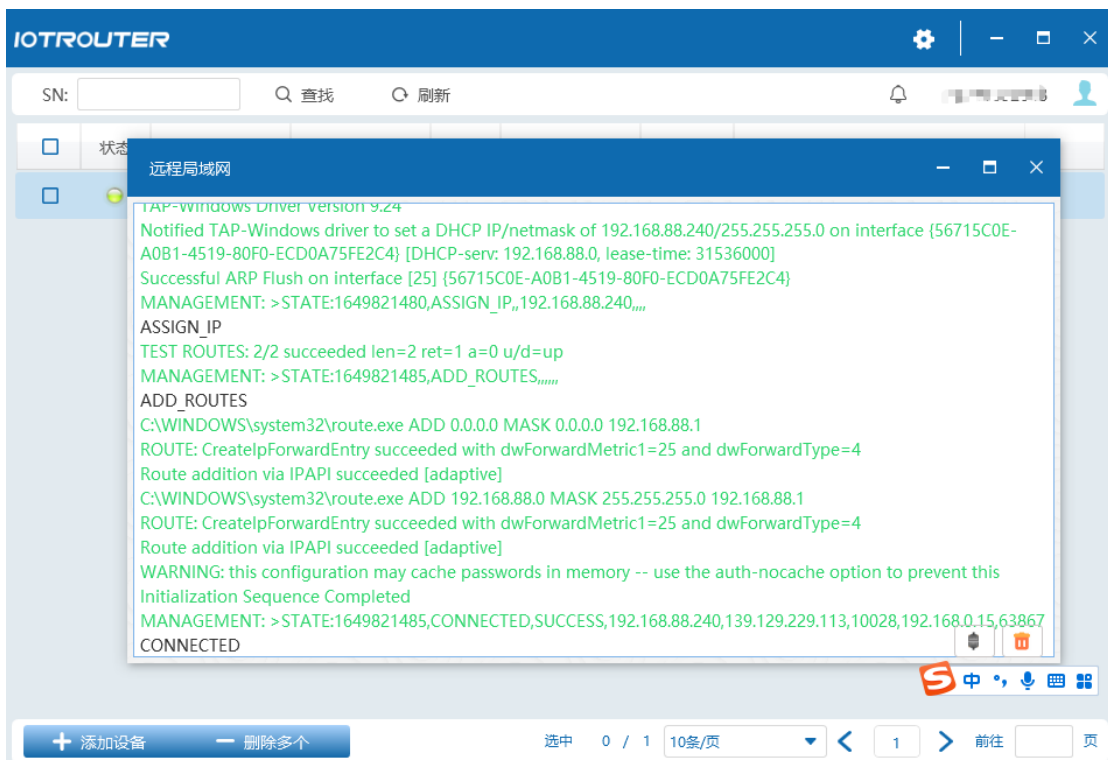 IOTROUTER
SN: 查找 刷新
状态
远程局域网
TAP-Windows Driver Version 9.24
Notified TAP-Windows driver to set a DHCP IP/netmask of 192.168.88.240/255.255.255.0 on interface {56715C0E-
A0B1-4519-80F0-ECD0A75FE2C4} [DHCP-serv: 192.168.88.0, lease-time: 31536000]
Successful ARP Flush on interface [25] {56715C0E-A0B1-4519-80F0-ECD0A75FE2C4}
MANAGEMENT: >STATE:1649821480,ASSIGN_IP,,192.168.88.240,,,,
ASSIGN_IP
TEST ROUTES: 2/2 succeeded len=2 ret=1 a=0 u/d=up
MANAGEMENT: >STATE:1649821485,ADD_ROUTES,,,,,,
ADD_ROUTES
C:\WINDOWS\system32\route.exe ADD 0.0.0.0 MASK 0.0.0.0 192.168.88.1
ROUTE: CreateIpForwardEntry succeeded with dwForwardMetric1=25 and dwForwardType=4
Route addition via IPAPI succeeded [adaptive]
C:\WINDOWS\system32\route.exe ADD 192.168.88.0 MASK 255.255.255.0 192.168.88.1
ROUTE: CreateIpForwardEntry succeeded with dwForwardMetric1=25 and dwForwardType=4
Route addition via IPAPI succeeded [adaptive]
WARNING: this configuration may cache passwords in memory -- use the auth-nocache option to prevent this
Initialization Sequence Completed
MANAGEMENT: >STATE:1649821485,CONNECTED,SUCCESS,192.168.88.240,139.129.229.113,10028,192.168.0.15,63867
CONNECTED
中
添加设备 删除多个 选中 0 / 1 10条/页 1 前往 页